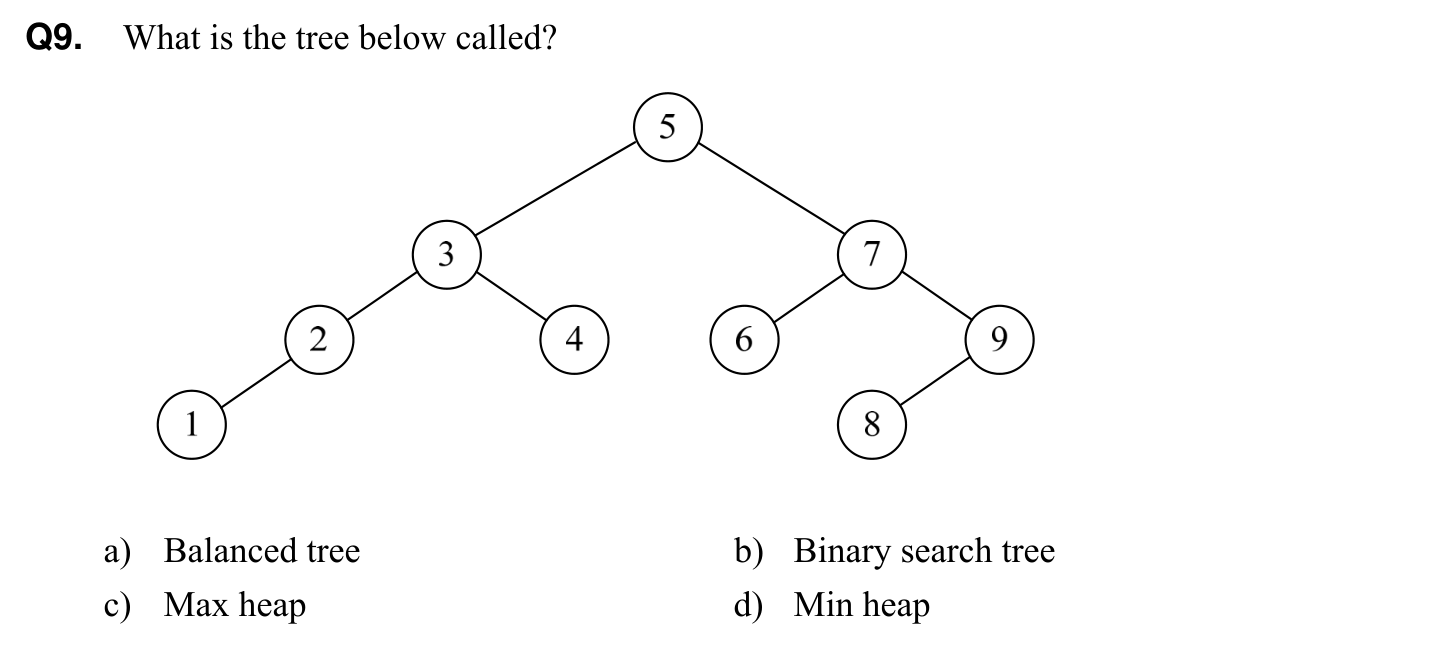 Q9. What is the tree below called?
5
3
7
2
4
6
9
1
8
a) Balanced tree
b) Binary search tree
c) Max heap
d) Min heap